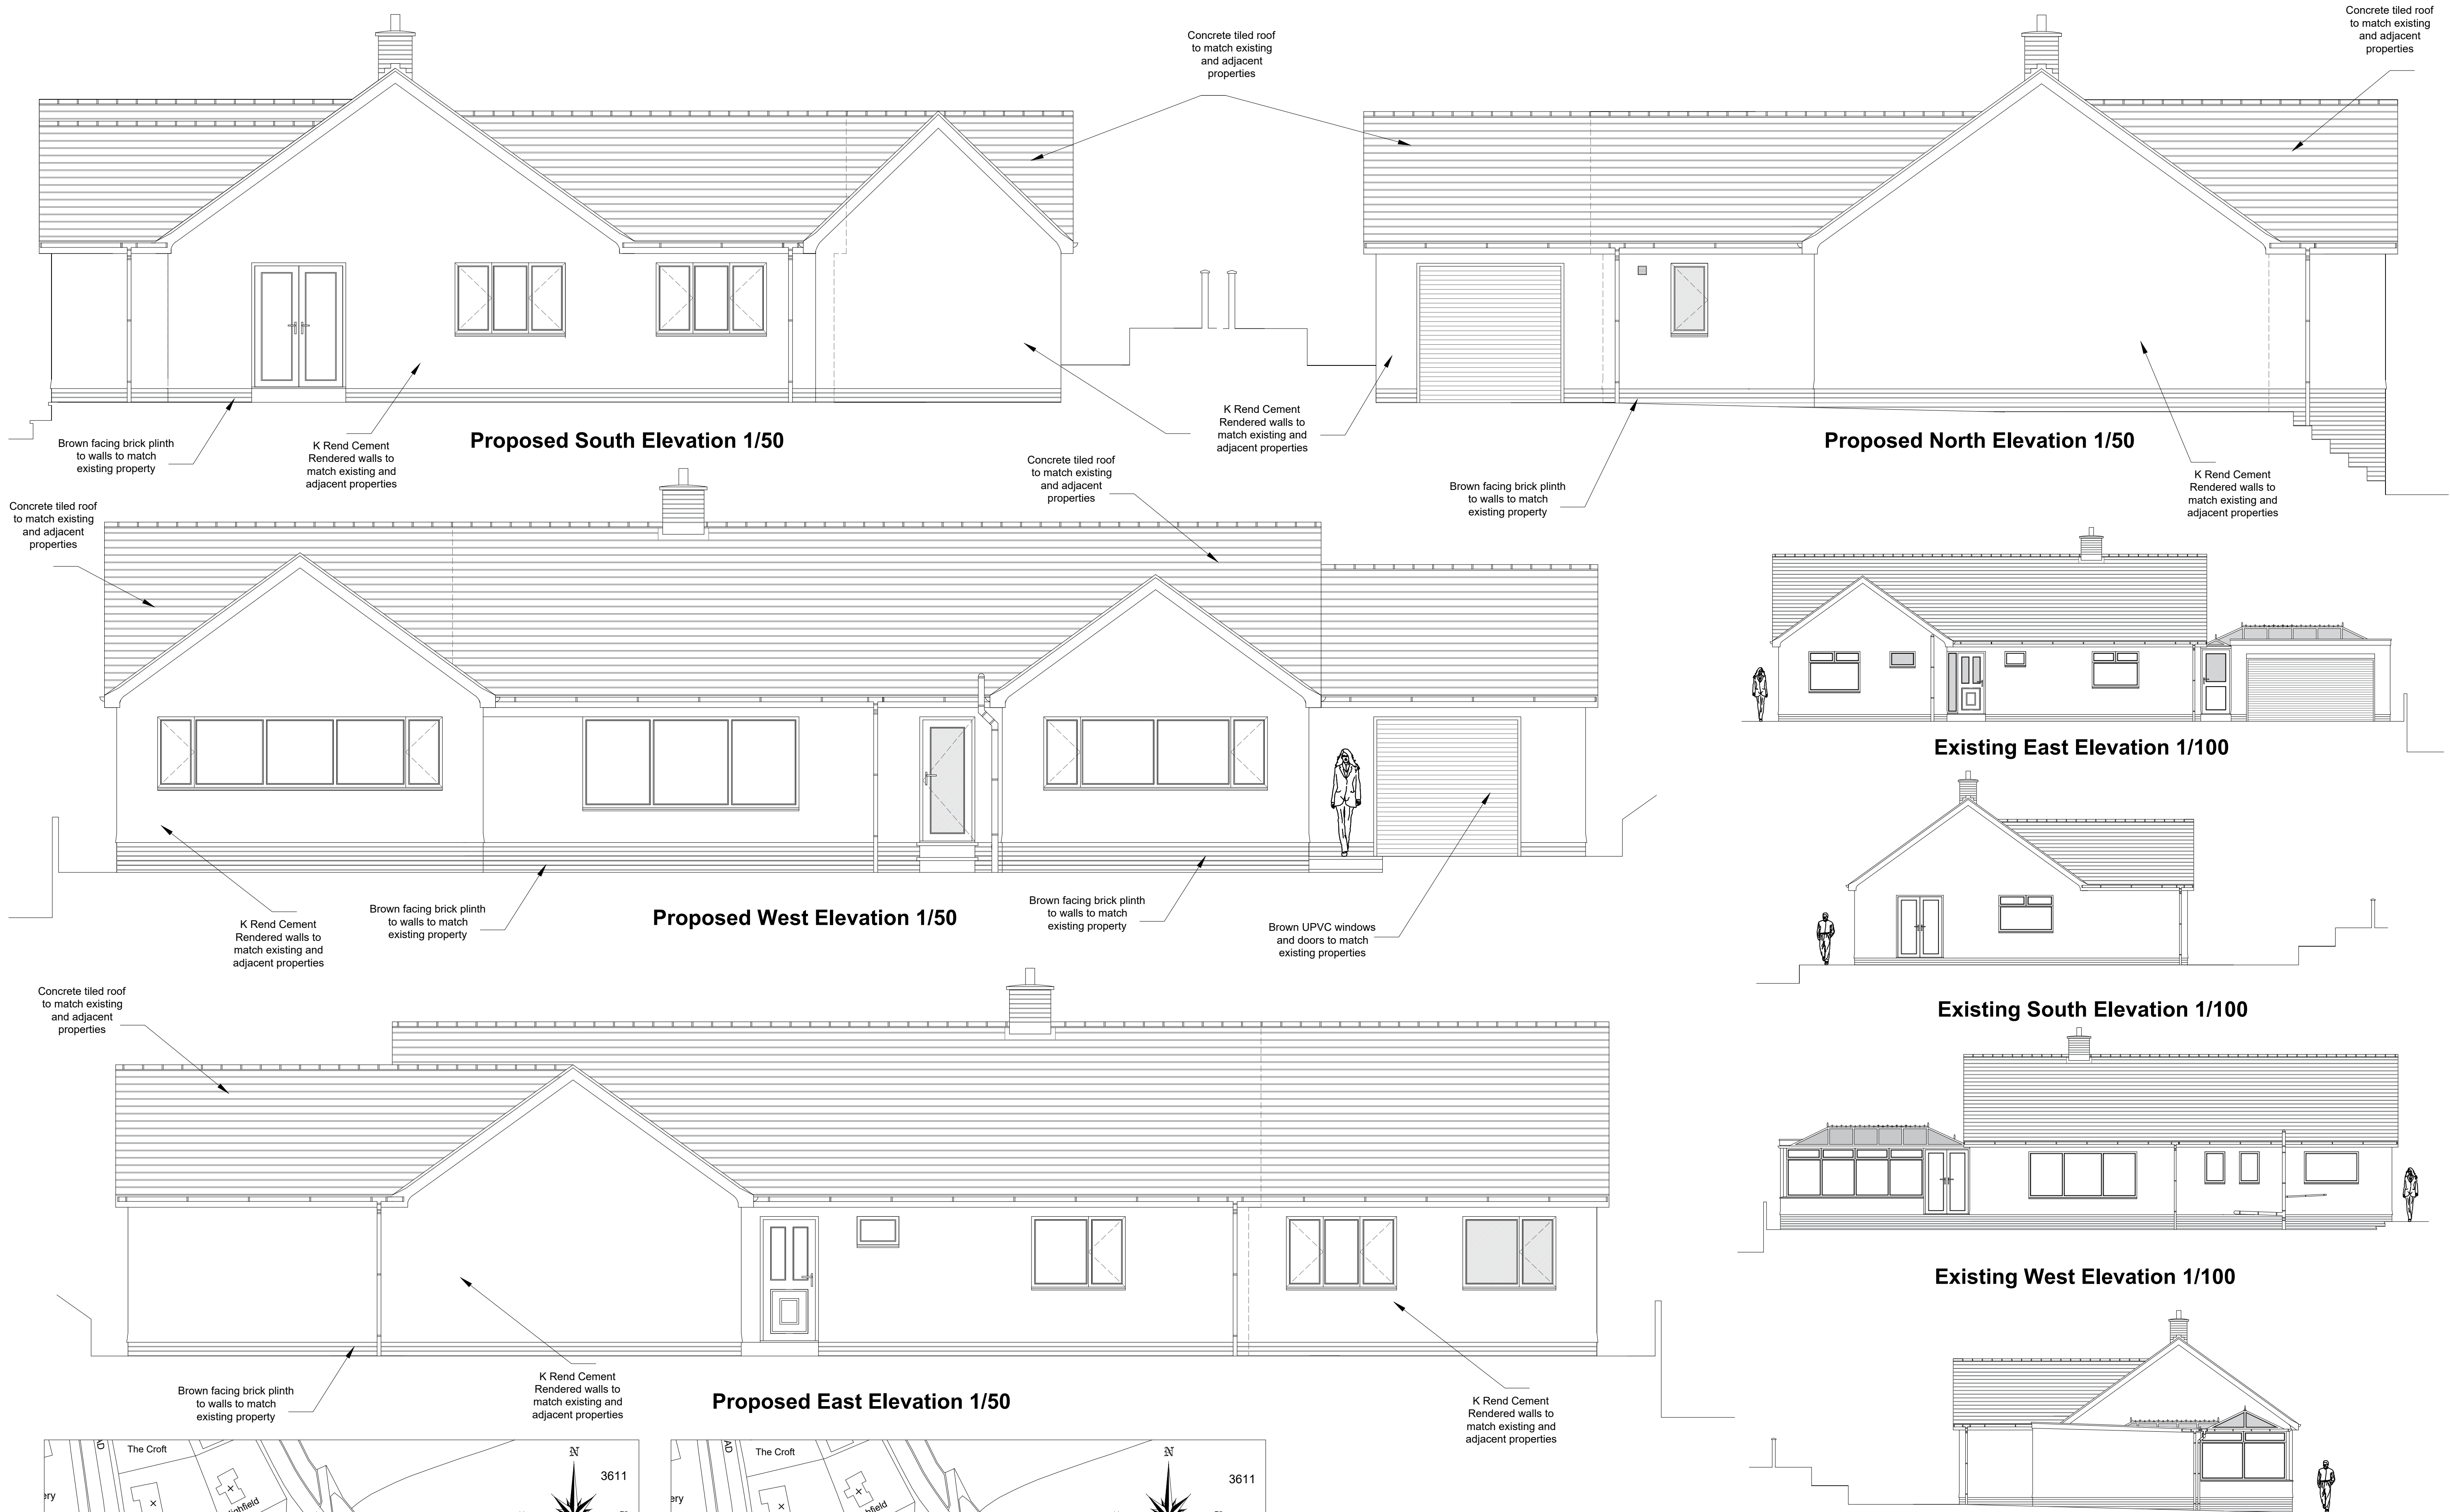 Concrete tiled roof
to match existing
and adjacent
properties
Concrete tiled roof
to match existing
and adjacent
properties
Brown facing brick plinth
to walls to match
existing property
K Rend Cement
Rendered walls to
match existing and
adjacent properties
Proposed South Elevation 1/50
K Rend Cement
Rendered walls to
match existing and
adjacent properties
Proposed North Elevation 1/50
Brown facing brick plinth
to walls to match
existing property
K Rend Cement
Rendered walls to
match existing and
adjacent properties
Concrete tiled roof
to match existing
and adjacent
properties
Concrete tiled roof
to match existing
and adjacent
properties
K Rend Cement
Rendered walls to
match existing and
adjacent properties
Brown facing brick plinth
to walls to match
existing property
Proposed West Elevation 1/50
Brown facing brick plinth
to walls to match
existing property
Brown UPVC windows
and doors to match
existing properties
Existing East Elevation 1/100
Existing South Elevation 1/100
Concrete tiled roof
to match existing
and adjacent
properties
Existing West Elevation 1/100
Brown facing brick plinth
to walls to match
existing property
K Rend Cement
Rendered walls to
match existing and
adjacent properties
Proposed East Elevation 1/50
K Rend Cement
Rendered walls to
match existing and
adjacent properties
AD
The Croft
N
3611
ery
AD
The Croft
N
3611
ery